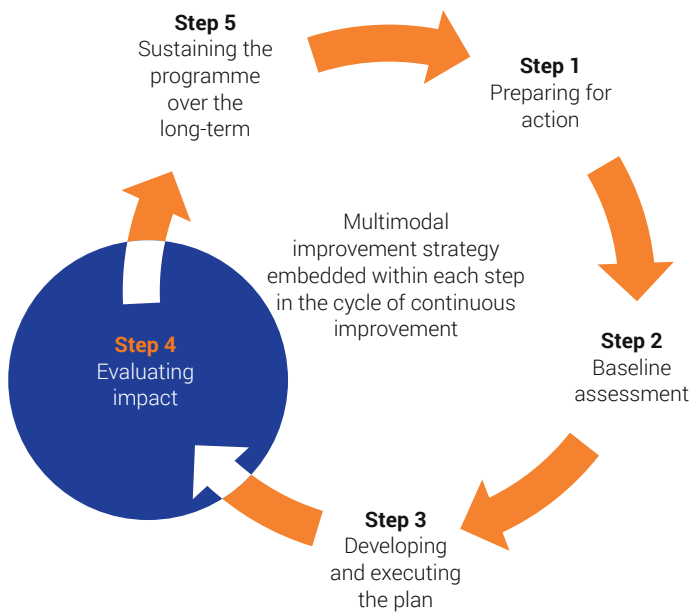 Step 5
Sustaining the
programme
over the
long-term
Step 1
Preparing for
action
Multimodal
improvement strategy
embedded within each step
in the cycle of continuous
improvement
Step 2
Baseline
assessment
Step 4
Evaluating
impact
Step 3
Developing
and executing
the plan